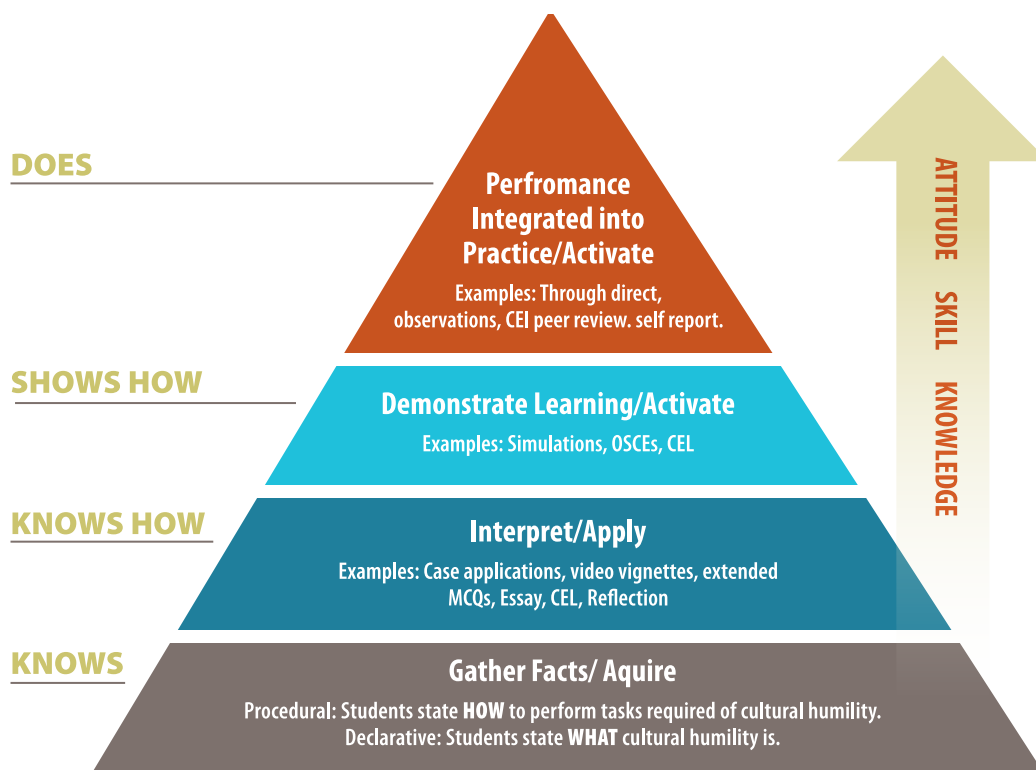 DOES
Perfromance
Integrated into
Practice/Activate
Examples: Through direct,
observations, CEI peer review. self report.
SHOWS HOW
Demonstrate Learning/Activate
Examples: Simulations, OSCEs, CEL
KNOWS HOW
Interpret/Apply
Examples: Case applications, video vignettes, extended
MCQs, Essay, CEL, Reflection
KNOWS
Gather Facts/ Aquire
Procedural: Students state HOW to perform tasks required of cultural humility.
Declarative: Students state WHAT cultural humility is.
ATTITUDE SKILL KNOWLEDGE